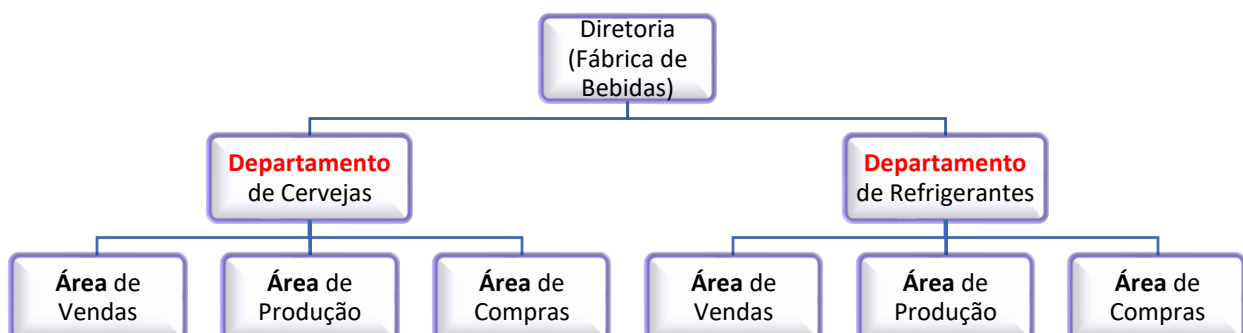 Diretoria
(Fábrica de
Bebidas)
Departamento
de Cervejas
Departamento
de Refrigerantes
Área de
Vendas
Área de
Produção
Área de
Compras
Área de
Vendas
Área de
Produção
Área de
Compras